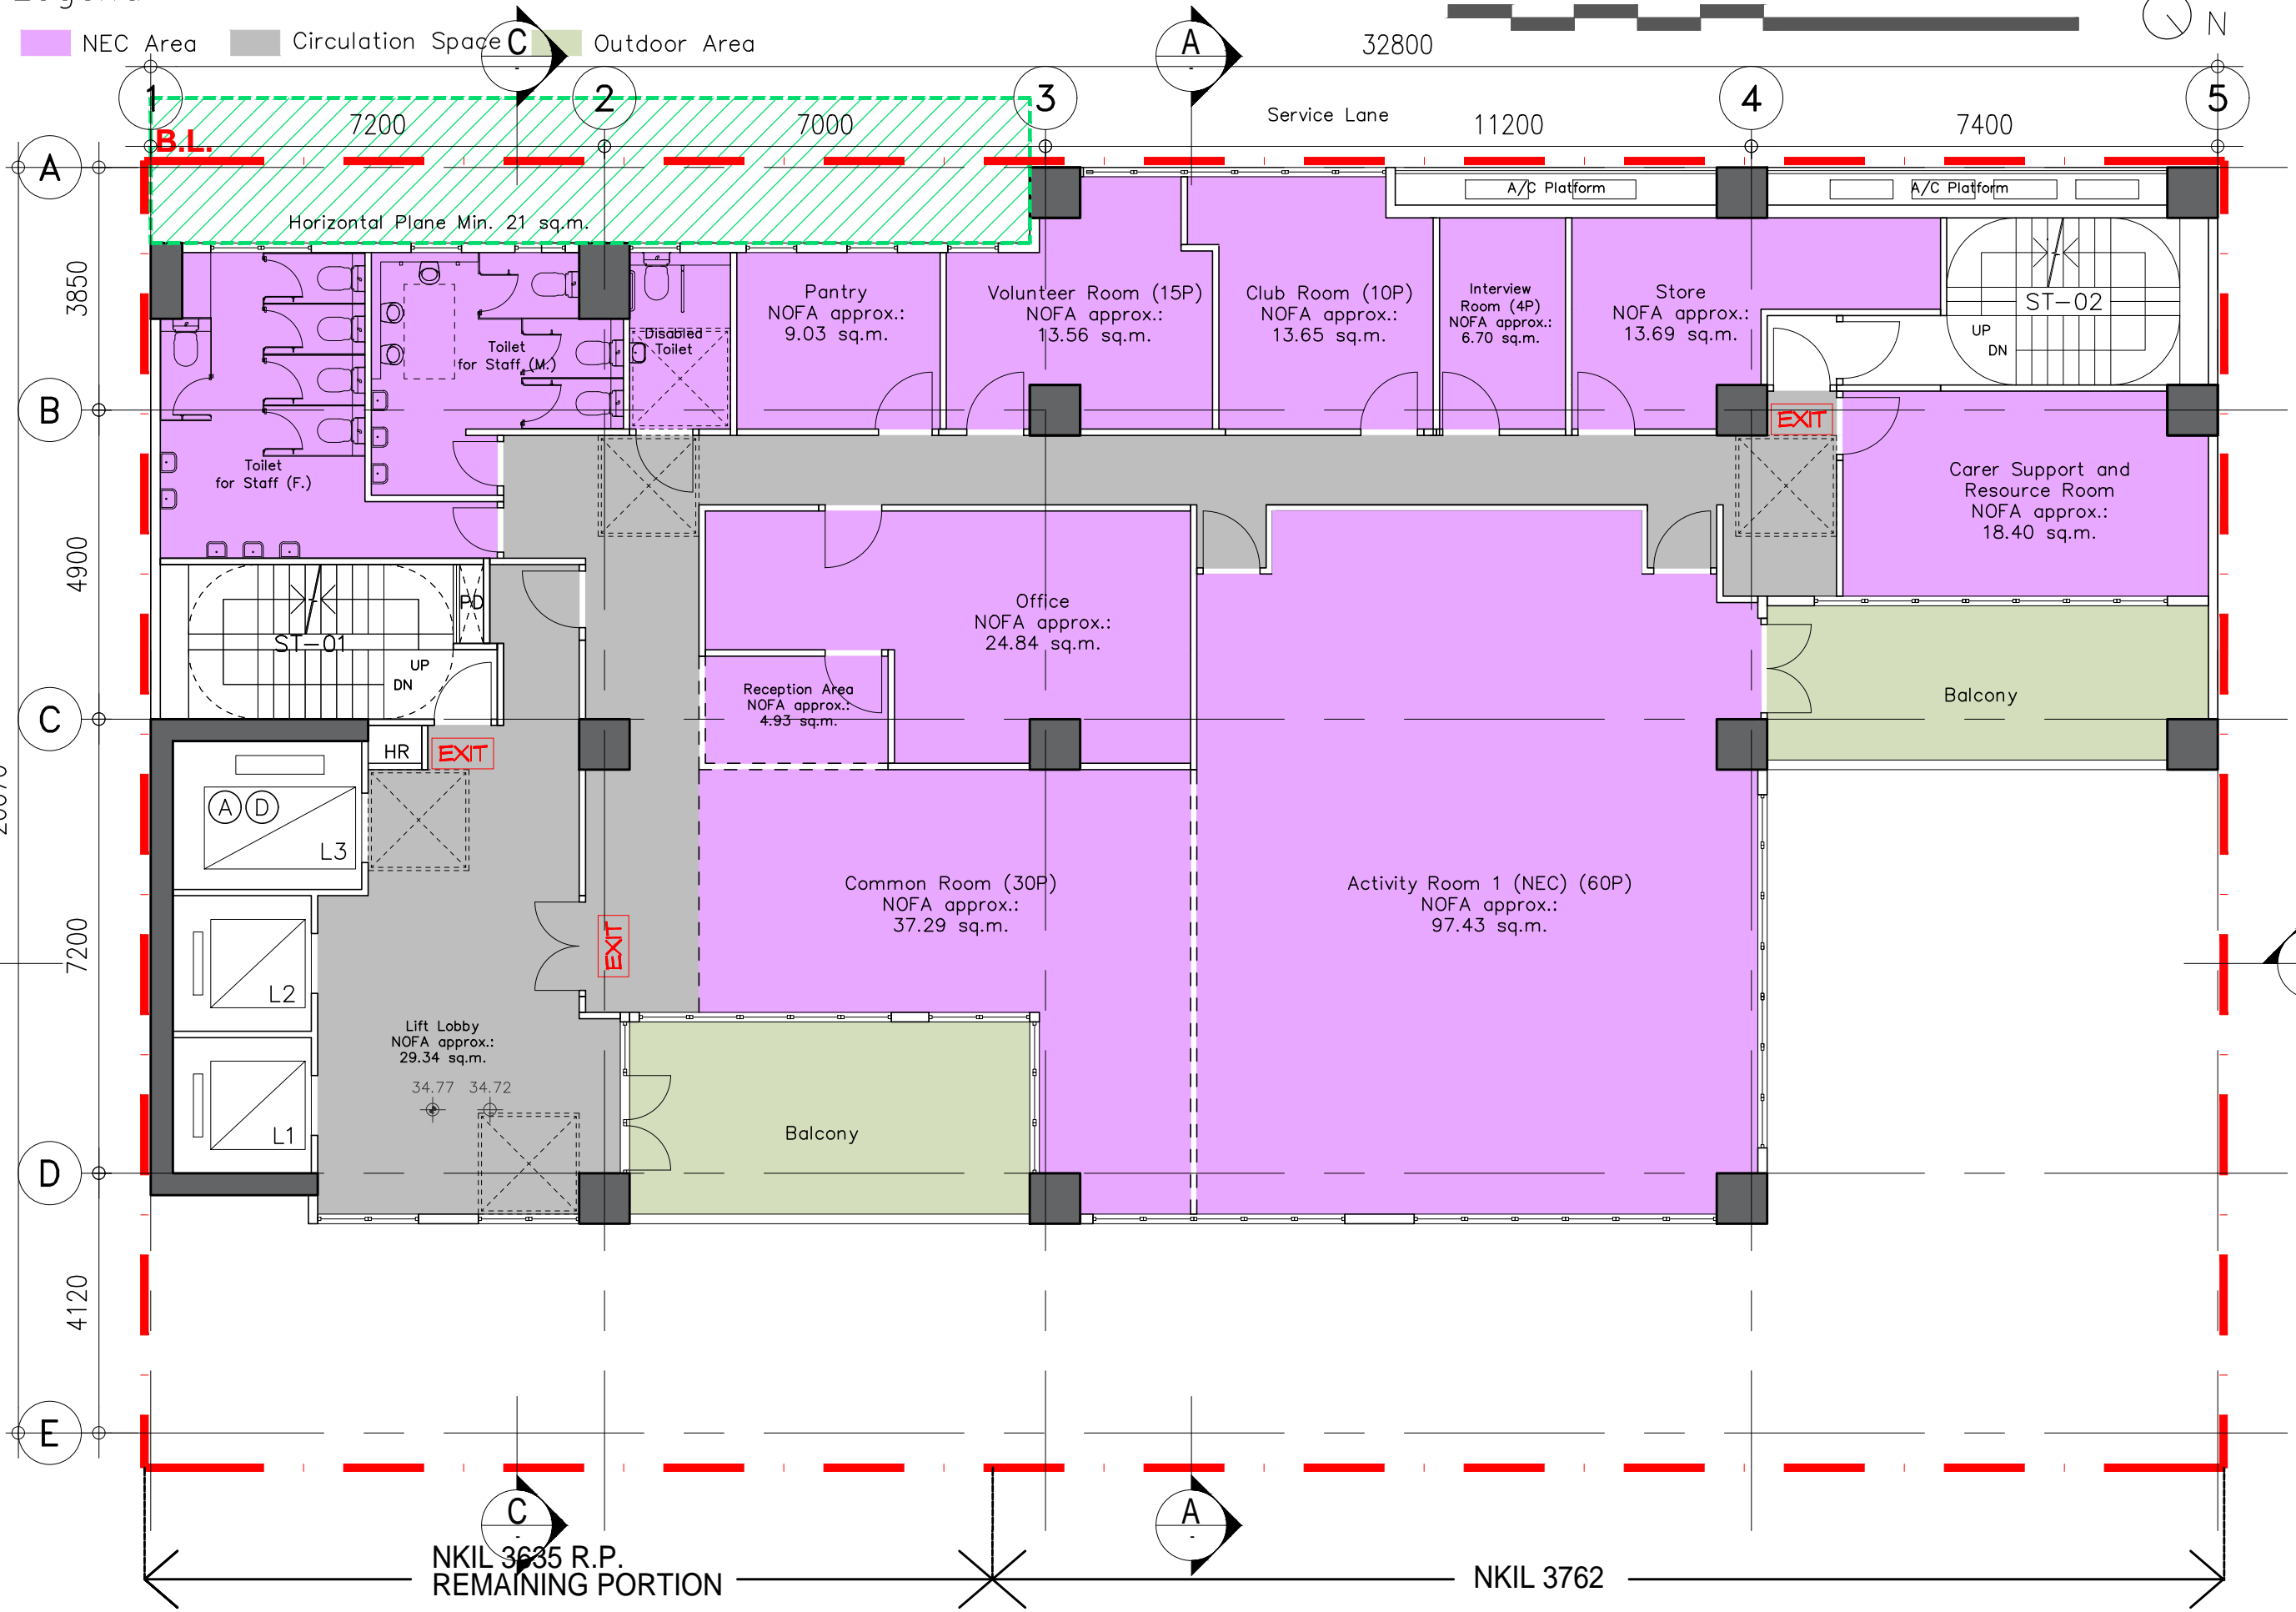 NEC Area
Circulation Space
Outdoor Area
C
-
A
-
32800
N
1
2
3
4
5
7200
7000
Service Lane
11200
7400
B.L.
A
A/C Platform
A/C Platform
Horizontal Plane Min. 21 sq.m.
3850
Pantry
NOFA approx.:
9.03 sq.m.
Volunteer Room (15P)
NOFA approx.:
13.56 sq.m.
Club Room (10P)
NOFA approx.:
13.65 sq.m.
Interview
Room (4P)
NOFA approx.:
6.70 sq.m.
Store
NOFA approx.:
13.69 sq.m.
ST-02
UP
DN
Disabled
Toilet
Toilet
for Staff (M.)
B
EXIT
Toilet
for Staff (F.)
Carer Support and
Resource Room
NOFA approx.:
18.40 sq.m.
4900
PD
ST-01
UP
DN
Office
NOFA approx.:
24.84 sq.m.
Reception Area
NOFA approx.:
4.93 sq.m.
Balcony
C
HR
EXIT
A D
L3
Common Room (30P)
NOFA approx.:
37.29 sq.m.
Activity Room 1 (NEC) (60P)
NOFA approx.:
97.43 sq.m.
7200
EXIT
L2
Lift Lobby
NOFA approx.:
29.34 sq.m.
34.77
34.72
L1
Balcony
D
4120
E
C
-
A
-
NKIL 3635 R.P.
REMAINING PORTION
NKIL 3762